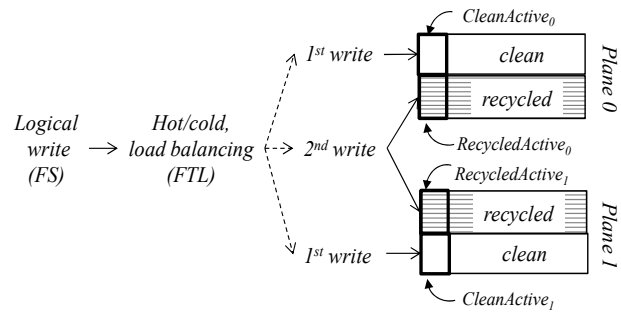 CleanActive0
1st write
clean
Plane 0
recycled
Logical
write
(FS)
Hot/cold,
load balancing
(FTL)
2nd write
RecycledActive0
RecycledActive1
recycled
Plane 1
1st write
clean
CleanActive1